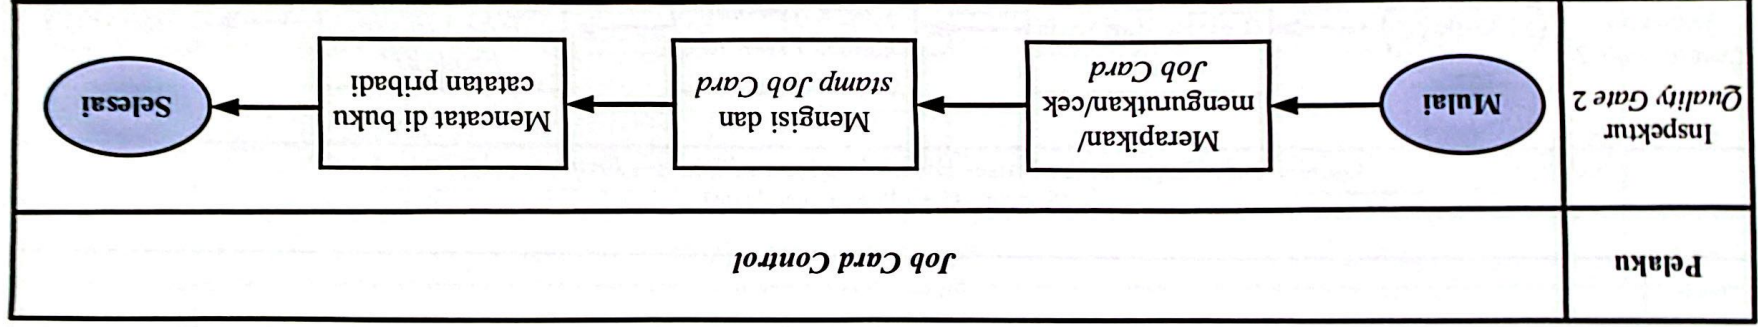 Pelaku
Job Card Control
Inspektur
Quality Gate 2
Mulai
Merapikan/
mengurutkan/cek
Job Card
Mengisi dan
stamp Job Card
Mencatat di buku
catatan pribadi
Selesai